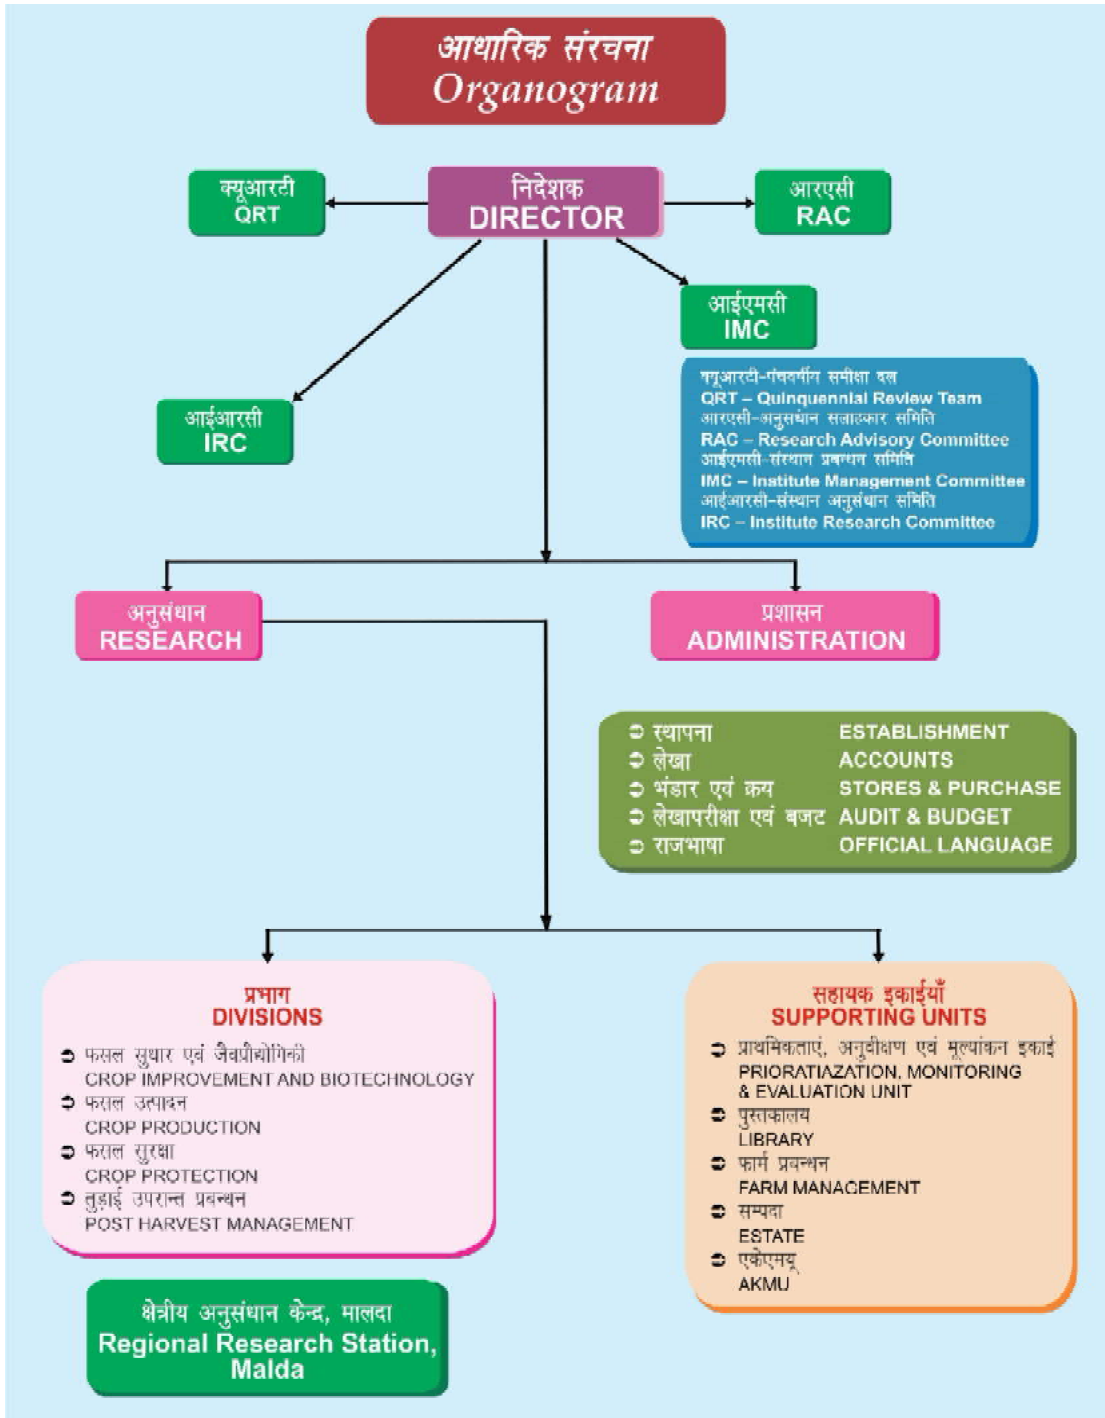 आधारिक संरचना
Organogram
क्यूआरटी
QRT
निदेशक
DIRECTOR
आरएसी
RAC
आईएमसी
IMC
आईआरसी
IRC
क्यूआरटी-पंचवर्षीय समीक्षा दल
QRT – Quinquennial Review Team
आरएसी-अनुसंधान सलाहकार समिति
RAC – Research Advisory Committee
आईएमसी-संस्थान प्रबन्धन समिति
IMC – Institute Management Committee
आईआरसी-संस्थान अनुसंधान समिति
IRC – Institute Research Committee
अनुसंधान
RESEARCH
प्रशासन
ADMINISTRATION
स्थापना ESTABLISHMENT
लेखा ACCOUNTS
भंडार एवं क्रय STORES & PURCHASE
लेखापरीक्षा एवं बजट AUDIT & BUDGET
राजभाषा OFFICIAL LANGUAGE
प्रभाग
DIVISIONS
फसल सुधार एवं जैवप्रौद्योगिकी
CROP IMPROVEMENT AND BIOTECHNOLOGY
फसल उत्पादन
CROP PRODUCTION
फसल सुरक्षा
CROP PROTECTION
तुड़ाई उपरान्त प्रबन्धन
POST HARVEST MANAGEMENT
सहायक इकाईयाँ
SUPPORTING UNITS
प्राथमिकताएं, अनुवीक्षण एवं मूल्यांकन इकाई
PRIORATIAZATION, MONITORING
& EVALUATION UNIT
पुस्तकालय
LIBRARY
फार्म प्रबन्धन
FARM MANAGEMENT
सम्पदा
ESTATE
एकेएमयू
AKMU
क्षेत्रीय अनुसंधान केन्द्र, मालदा
Regional Research Station,
Malda